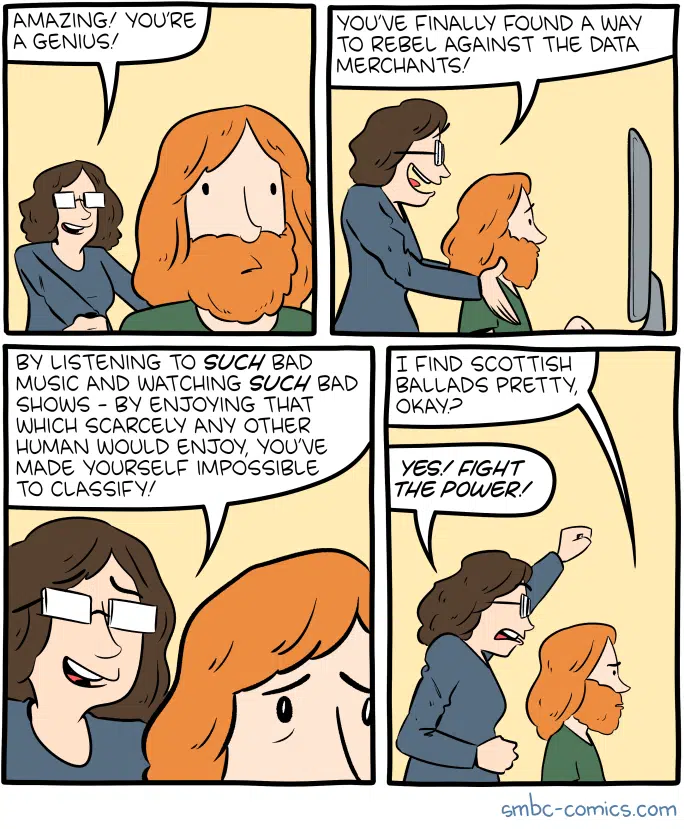 AMAZING! YOU'RE
A GENIUS!
YOU'VE FINALLY FOUND A WAY
TO REBEL AGAINST THE DATA
MERCHANTS!
BY LISTENING TO SUCH BAD
MUSIC AND WATCHING SUCH BAD
SHOWS - BY ENJOYING THAT
WHICH SCARCELY ANY OTHER
HUMAN WOULD ENJOY, YOU'VE
MADE YOURSELF IMPOSSIBLE
TO CLASSIFY!
I FIND SCOTTISH
BALLADS PRETTY,
OKAY?
YES! FIGHT
THE POWER!
smbc-comics.com